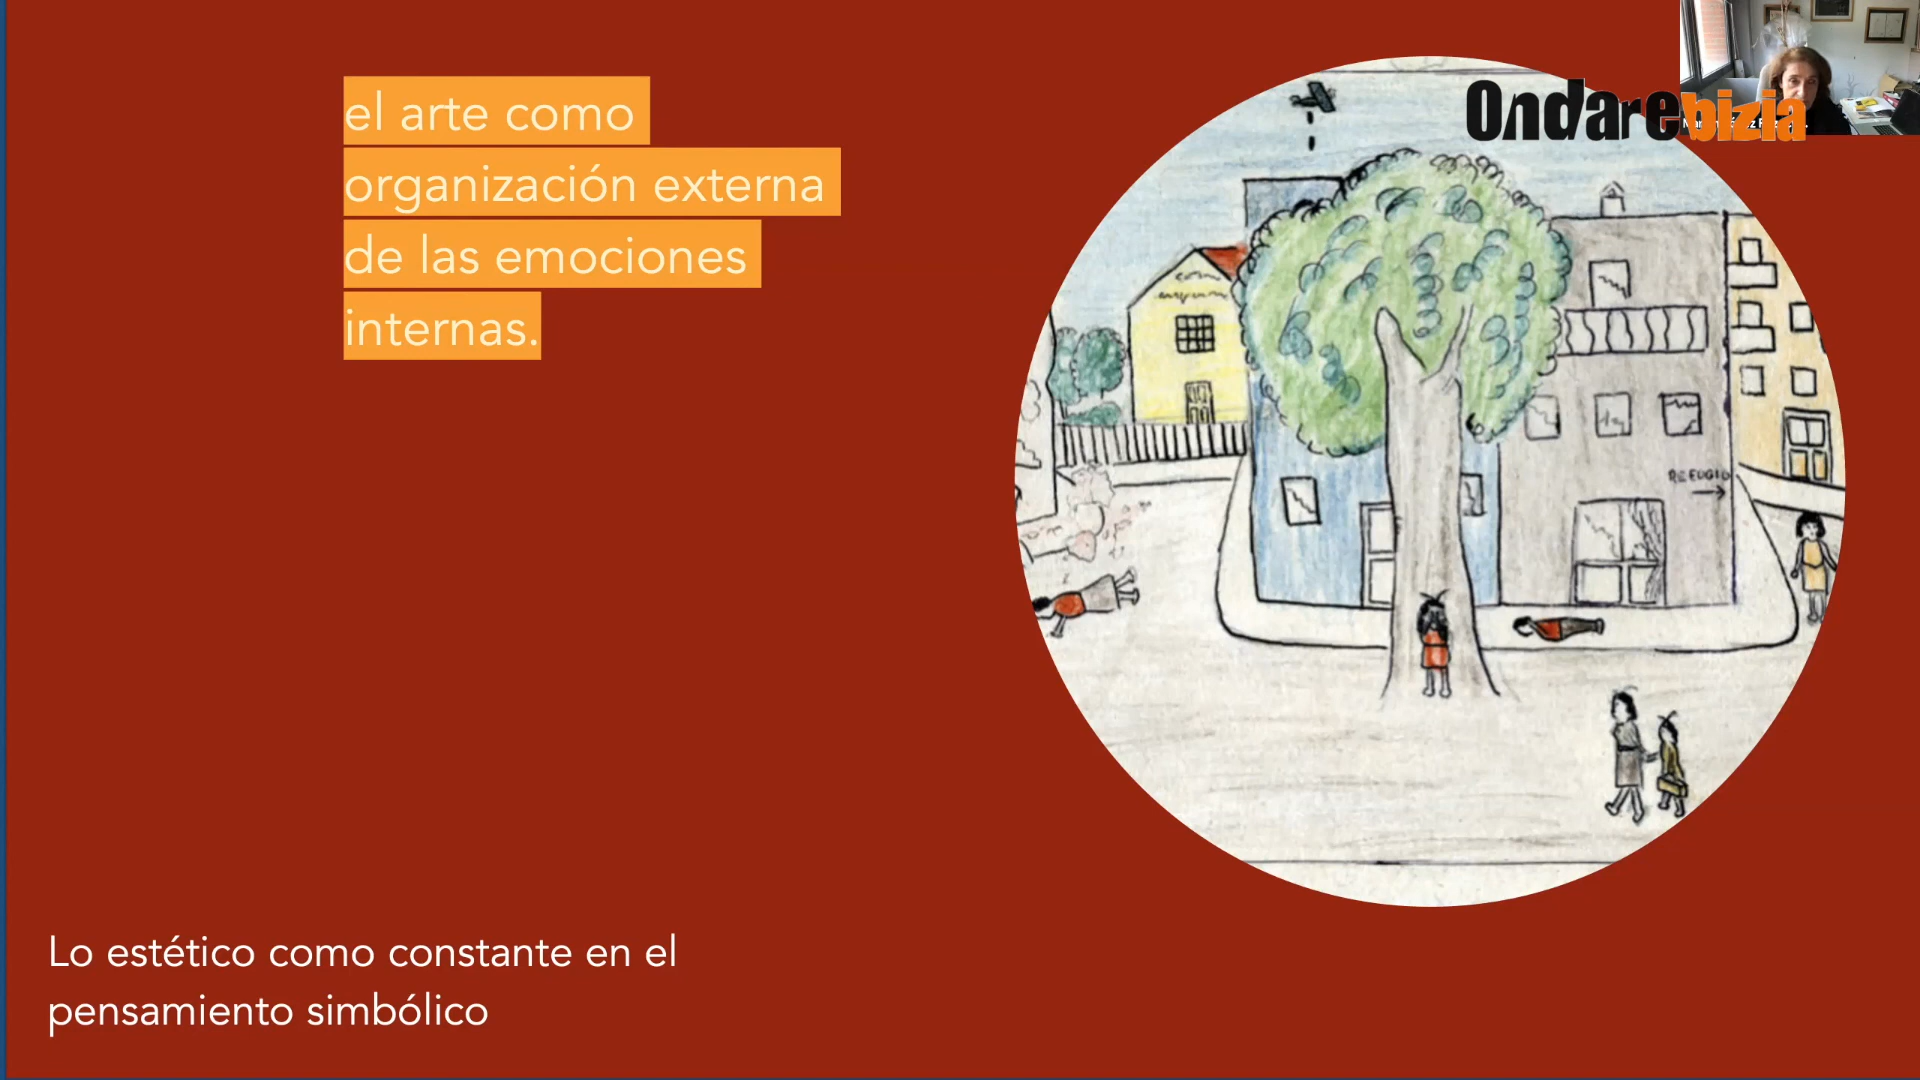 el arte como
organización externa
de las emociones
internas.
Ondarebizia
REFUGIO
Lo estético como constante en el
pensamiento simbólico